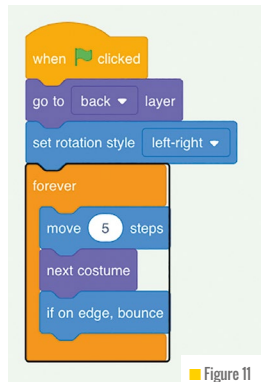 when clicked
go to back layer
set rotation style left-right
forever
move 5 steps
next costume
if on edge, bounce
Figure 11